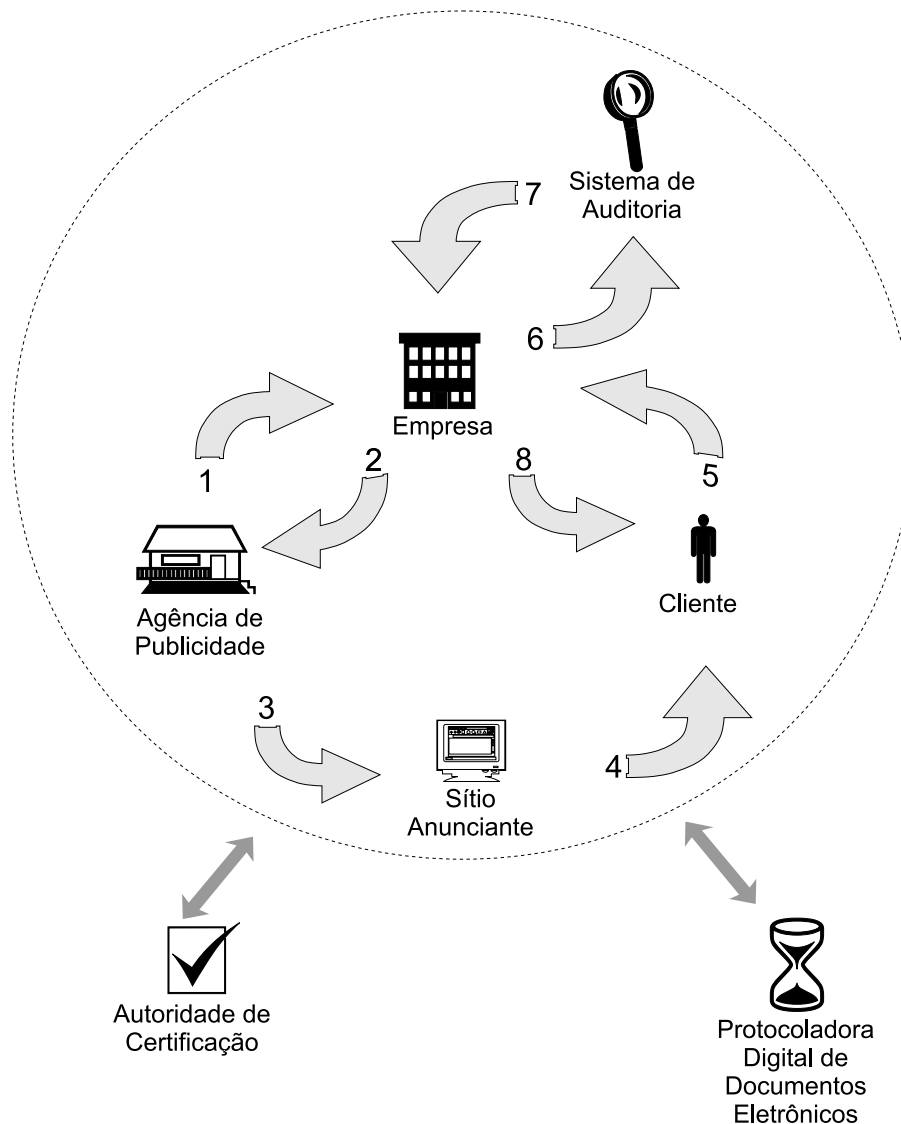 Sistema de
Auditoria
7
6
Empresa
1
2
8
5
Agência de
Publicidade
Cliente
3
4
Sítio
Anunciante
Autoridade de
Certificação
Protocoladora
Digital de
Documentos
Eletrônicos